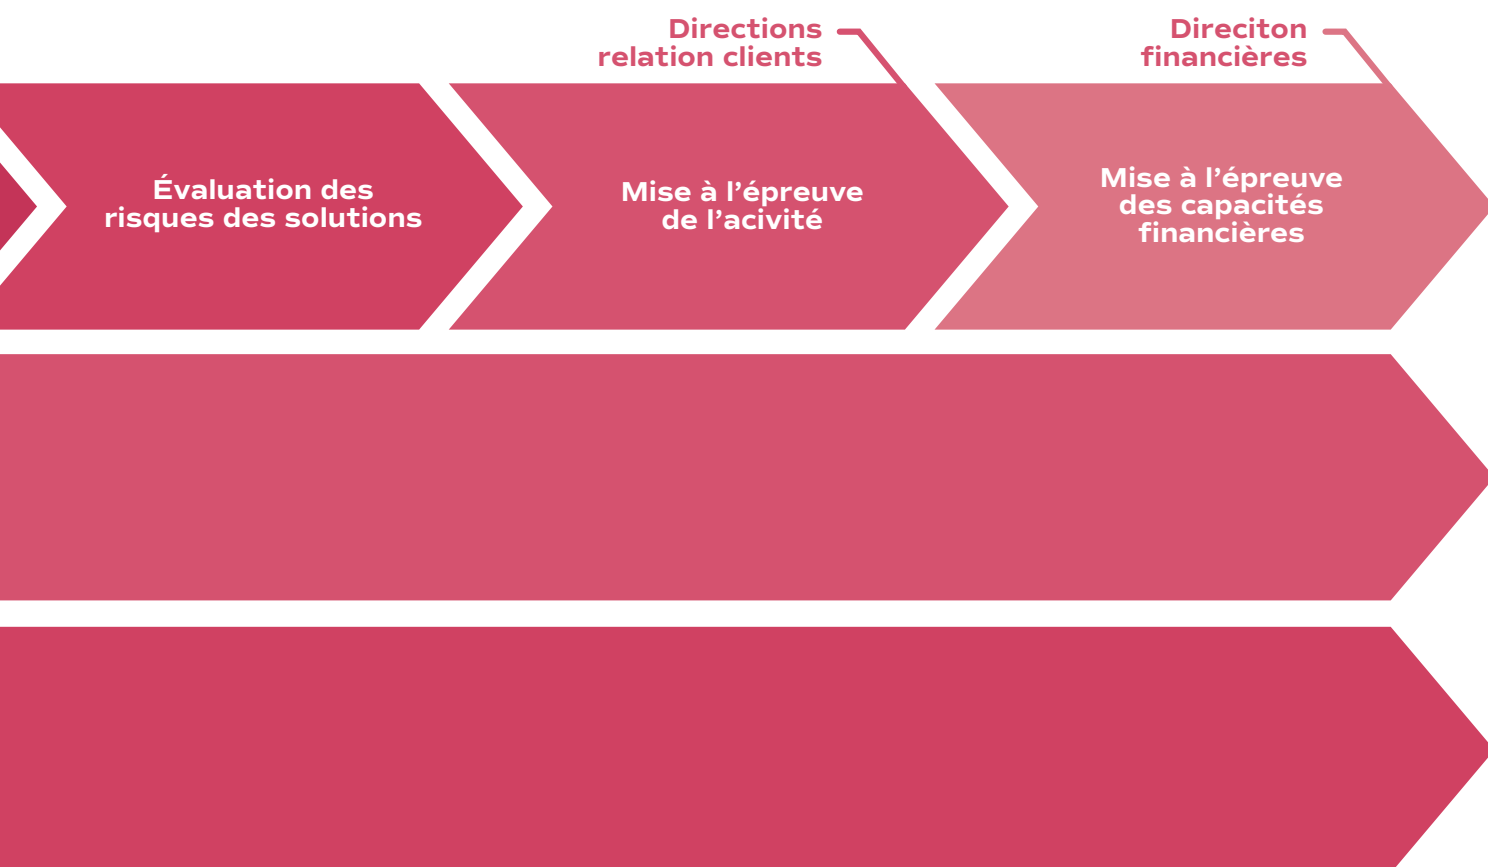 Directions
relation clients
Direciton
financières
Évaluation des
risques des solutions
Mise à l’épreuve
de l’acivité
Mise à l’épreuve
des capacités
financières